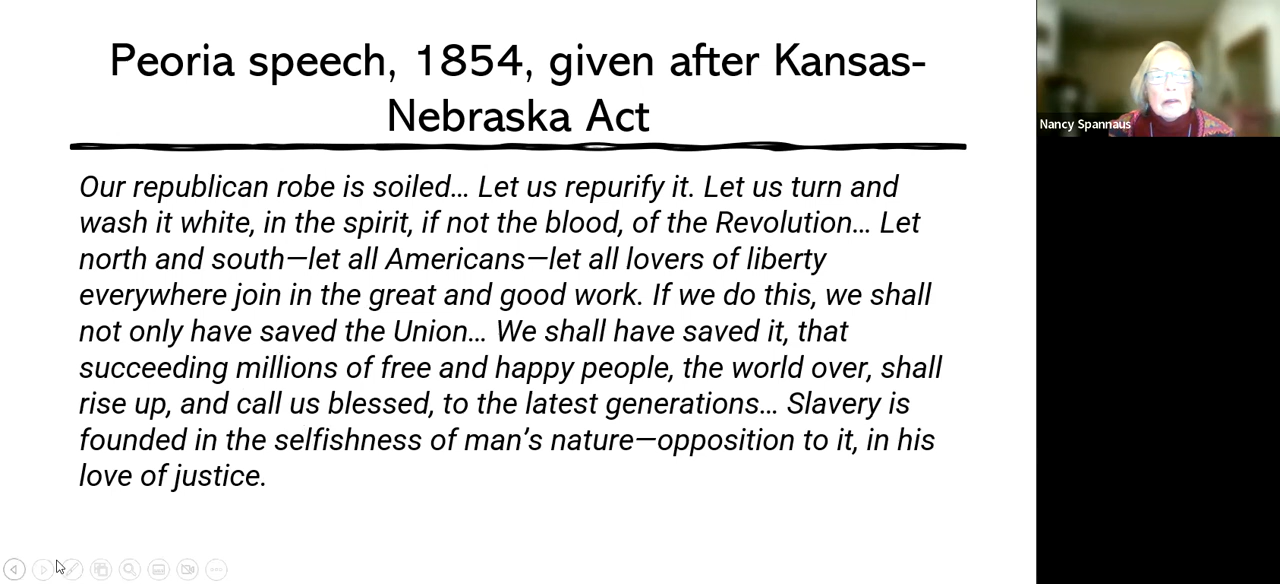 Peoria speech, 1854, given after Kansas-
Nebraska Act
Our republican robe is soiled… Let us repurify it. Let us turn and
wash it white, in the spirit, if not the blood, of the Revolution… Let
north and south—let all Americans—let all lovers of liberty
everywhere join in the great and good work. If we do this, we shall
not only have saved the Union… We shall have saved it, that
succeeding millions of free and happy people, the world over, shall
rise up, and call us blessed, to the latest generations… Slavery is
founded in the selfishness of man’s nature—opposition to it, in his
love of justice.
Nancy Spannaus